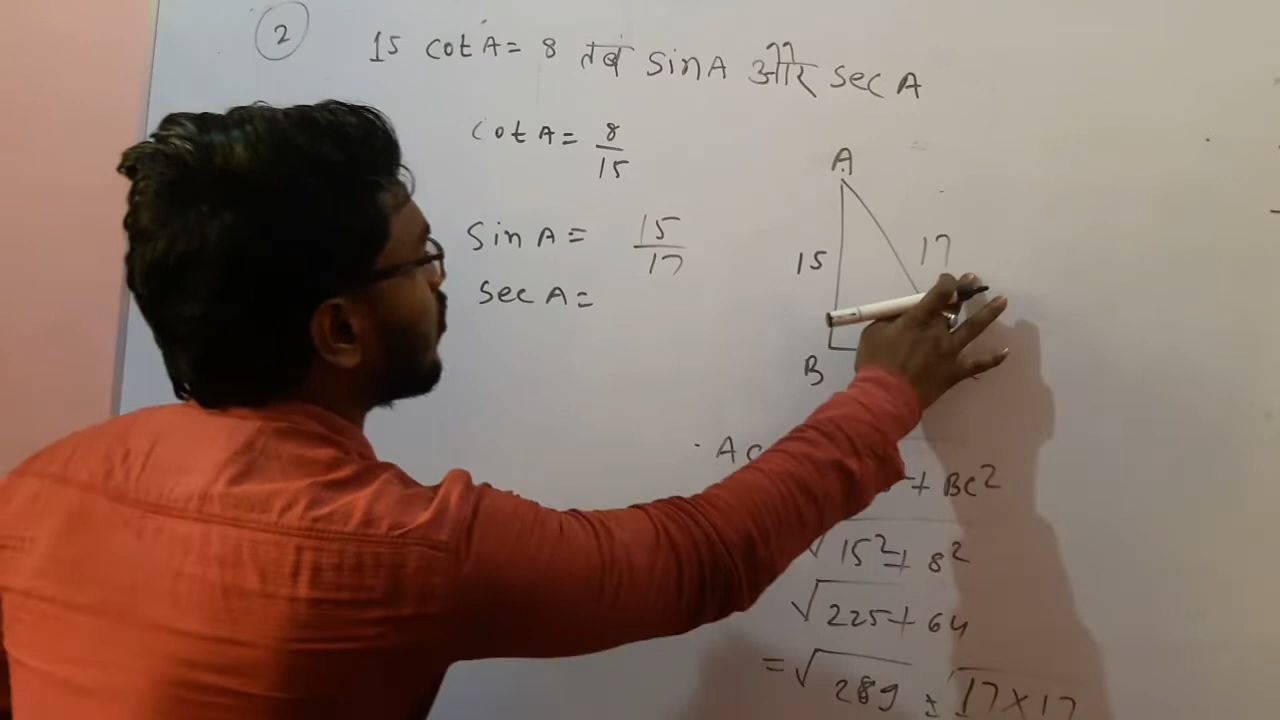 2
15 cot A = 8 तब sin A और sec A
cot A = 8/15
sin A = 15/17
sec A =
A
15
17
B
AC
+ BC²
√15² + 8²
√225 + 64
= √289 ± √17×17